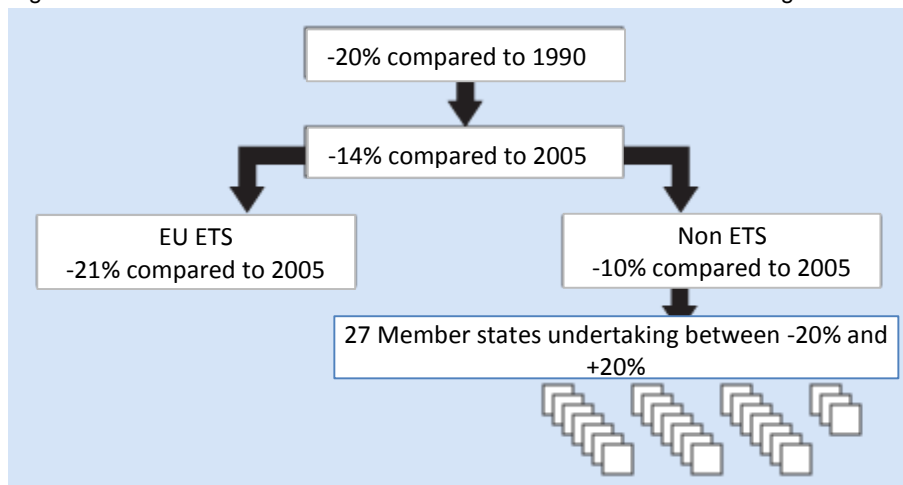 -20% compared to 1990
-14% compared to 2005
EU ETS
-21% compared to 2005
Non ETS
-10% compared to 2005
27 Member states undertaking between -20% and
+20%